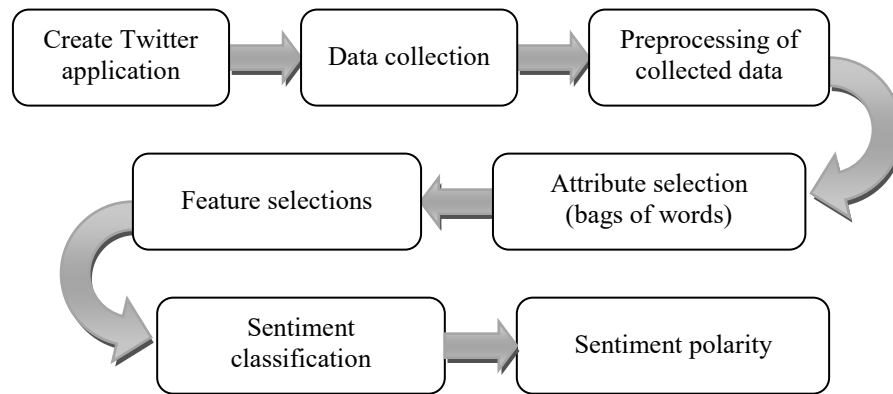 Create Twitter
application
Data collection
Preprocessing of
collected data
Attribute selection
(bags of words)
Feature selections
Sentiment
classification
Sentiment polarity